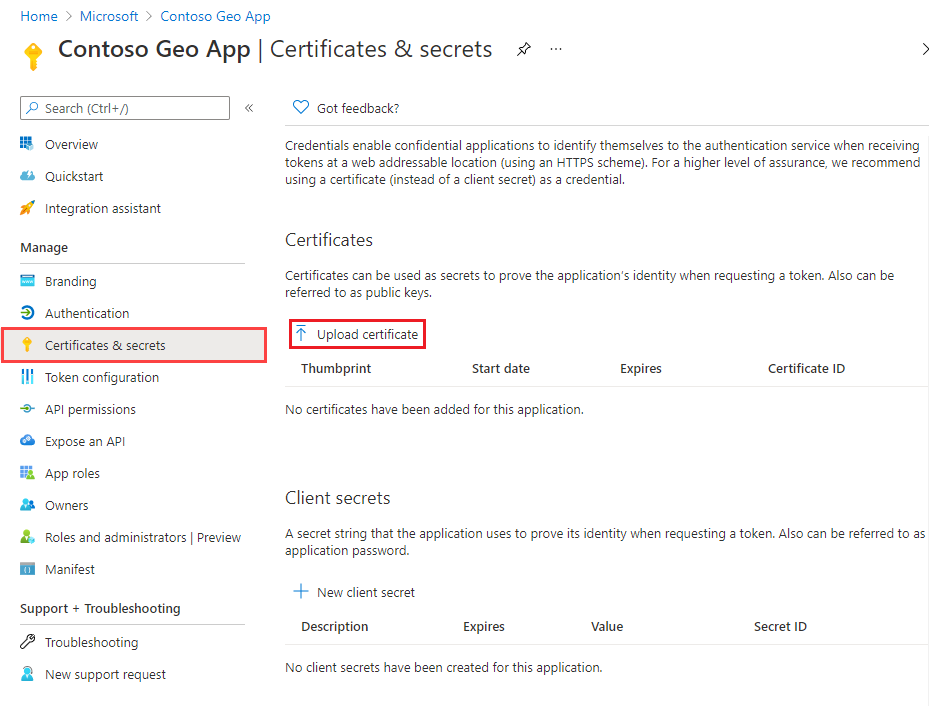 Home > Microsoft > Contoso Geo App
Contoso Geo App | Certificates & secrets
Search (Ctrl+/)
Overview
Quickstart
Integration assistant
Manage
Branding
Authentication
Certificates & secrets
Token configuration
API permissions
Expose an API
App roles
Owners
Roles and administrators | Preview
Manifest
Support + Troubleshooting
Troubleshooting
New support request
Got feedback?
Credentials enable confidential applications to identify themselves to the authentication service when receiving
tokens at a web addressable location (using an HTTPS scheme). For a higher level of assurance, we recommend
using a certificate (instead of a client secret) as a credential.
Certificates
Certificates can be used as secrets to prove the application's identity when requesting a token. Also can be
referred to as public keys.
Upload certificate
Thumbprint Start date Expires Certificate ID
No certificates have been added for this application.
Client secrets
A secret string that the application uses to prove its identity when requesting a token. Also can be referred to as
application password.
New client secret
Description Expires Value Secret ID
No client secrets have been created for this application.